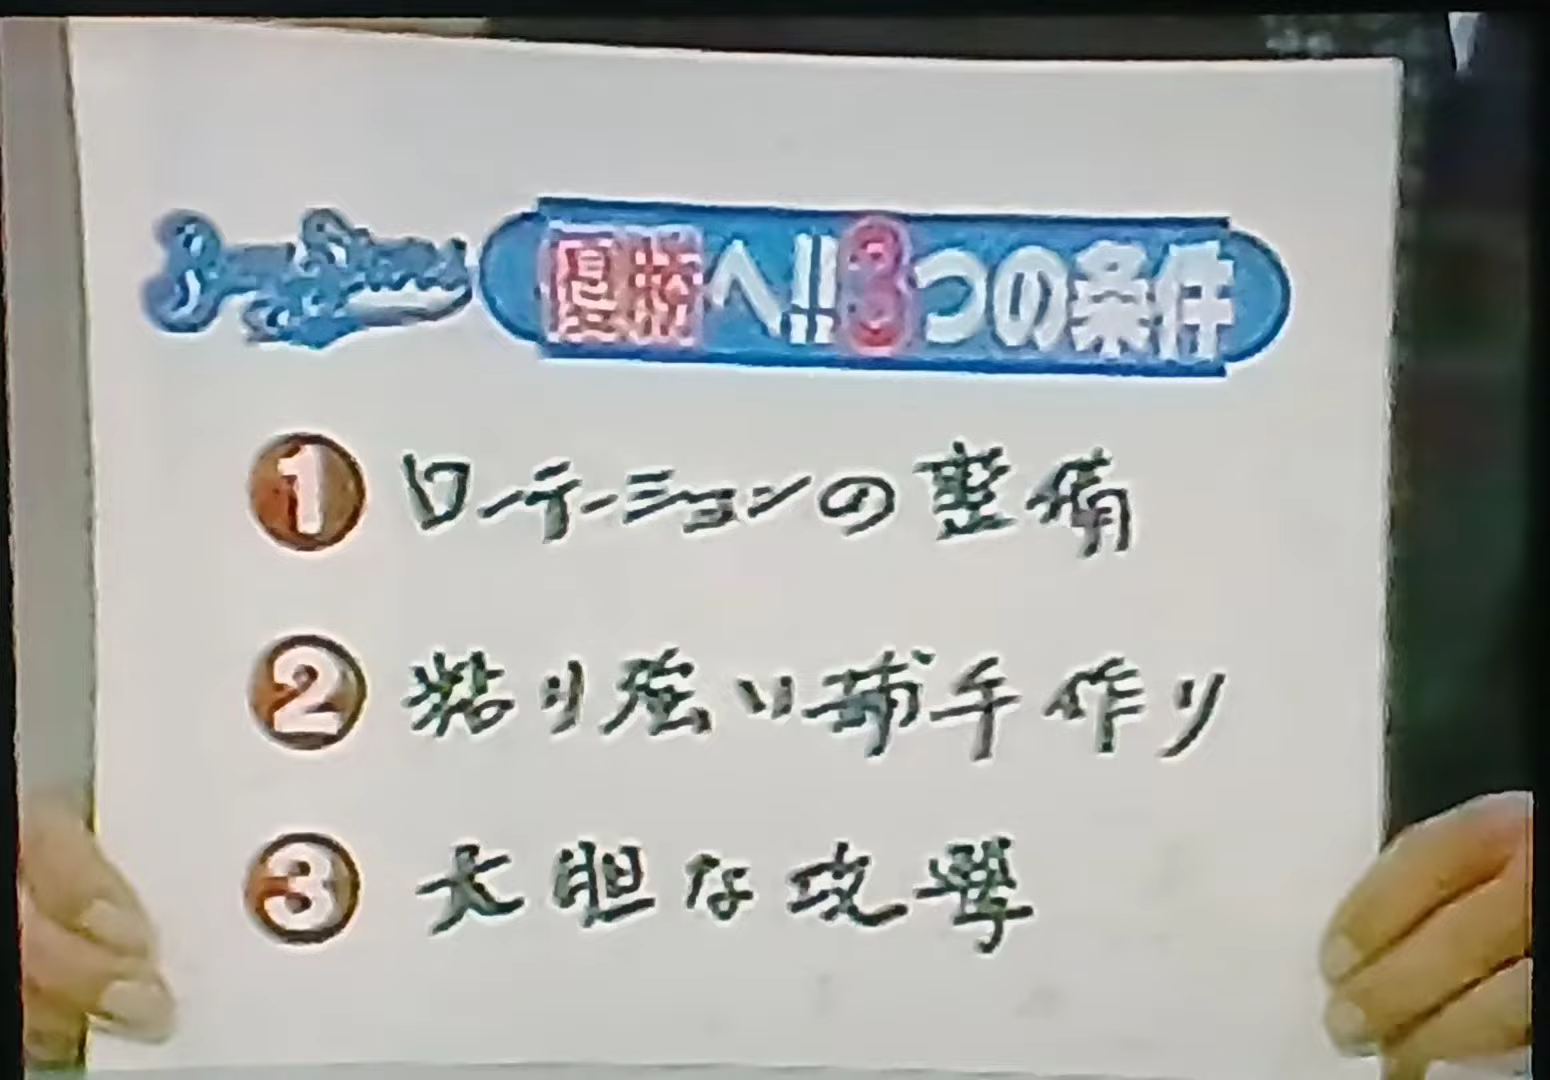 BayStars 優勝へ!!3つの条件
① ローテーションの整備
② 粘り強い捕手作り
③ 大胆な攻撃